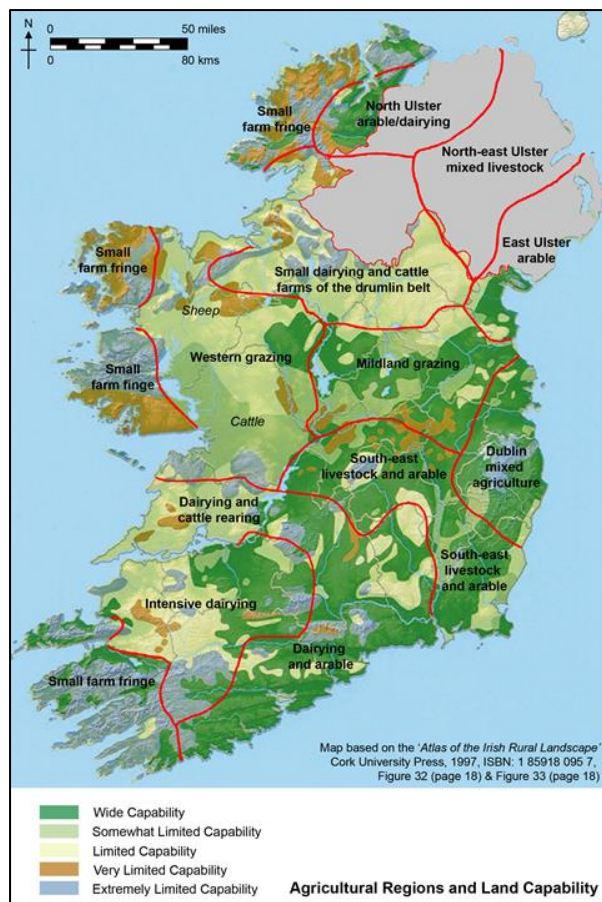 N
0 50 miles
0 80 kms
Small
farm fringe
North Ulster
arable/dairying
North-east Ulster
mixed livestock
East Ulster
arable
Small
farm fringe
Small dairying and cattle
farms of the drumlin belt
Sheep
Western grazing
Mildland grazing
Small
farm finge
Cattle
South-east
livestock and arable
Dublin
mixed
agriculture
Dairying and
cattle rearing
South-east
livestock
and arable
Intensive dairying
Dairying
and arable
Small farm fringe
Map based on the 'Atlas of the Irish Rural Landscape'
Cork University Press, 1997, ISBN: 1 85918 095 7,
Figure 32 (page 18) & Figure 33 (page 18)
Wide Capability
Somewhat Limited Capability
Limited Capability
Very Limited Capability
Extremely Limited Capability
Agricultural Regions and Land Capability